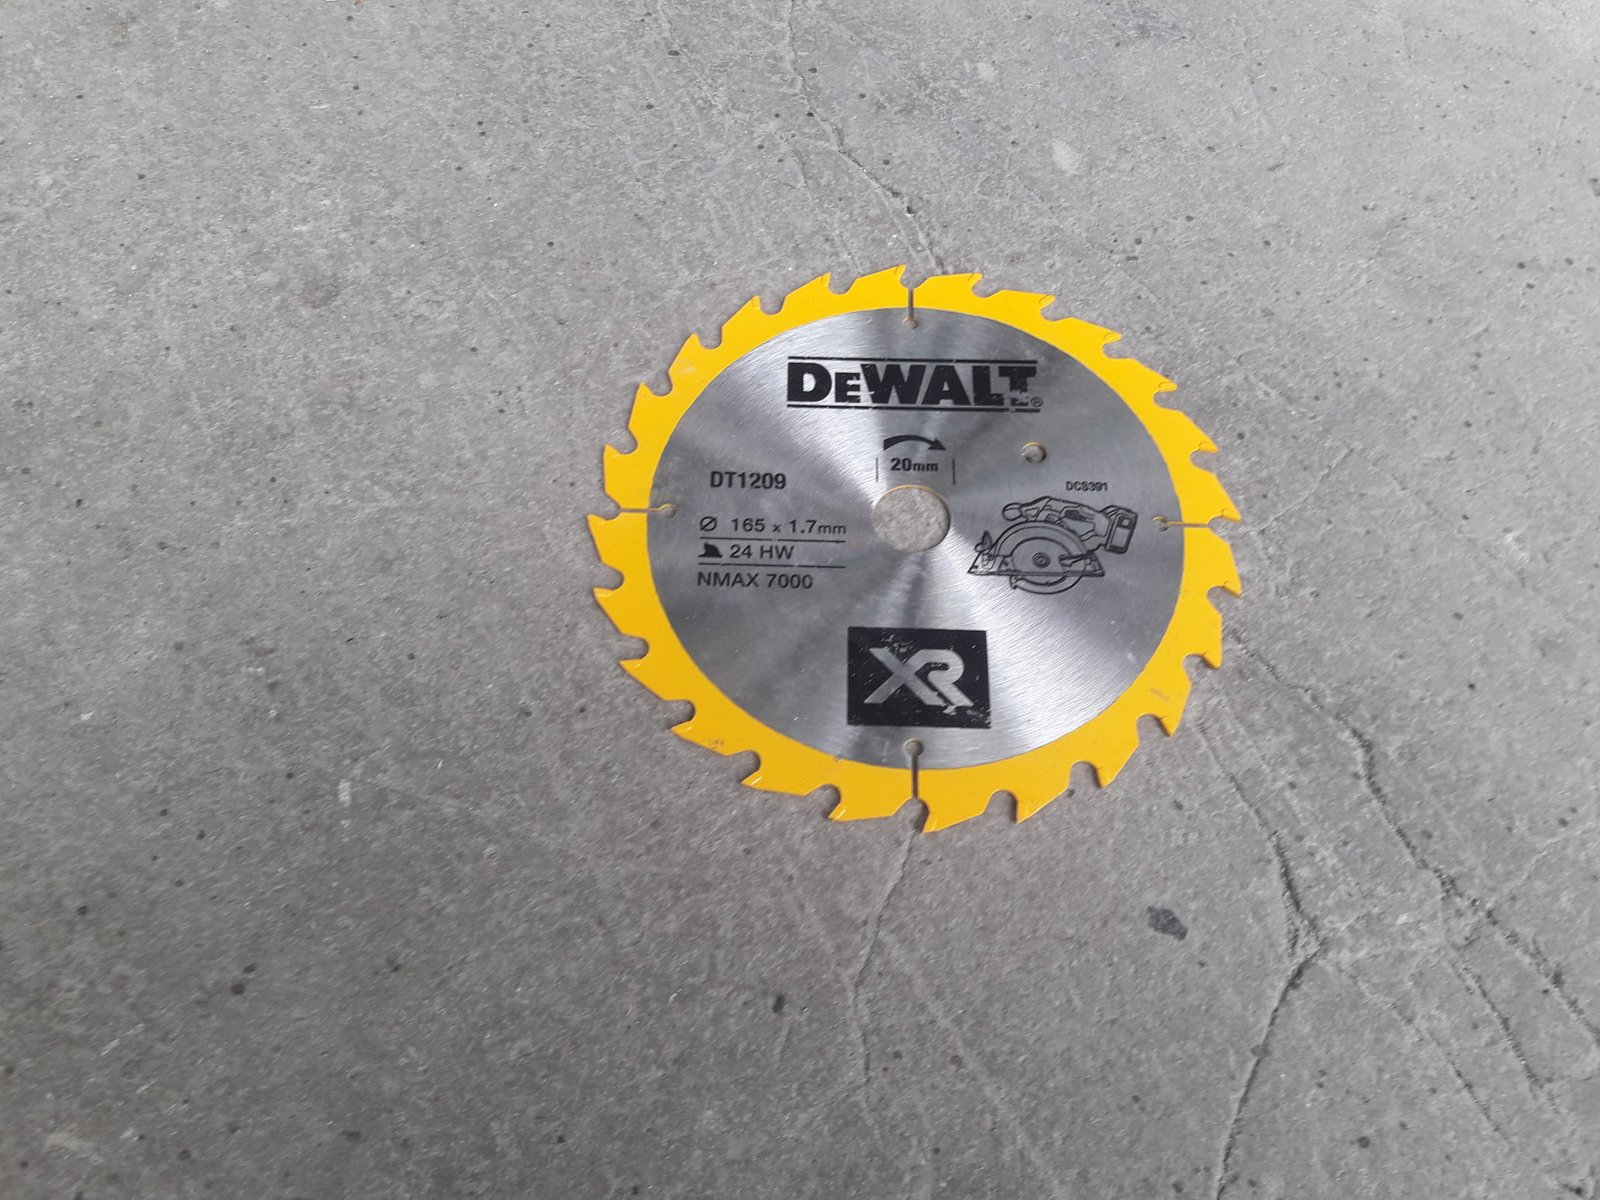 DEWALT®
20mm
DT1209
DCS391
Ø 165 x 1.7mm
24 HW
NMAX 7000
XR